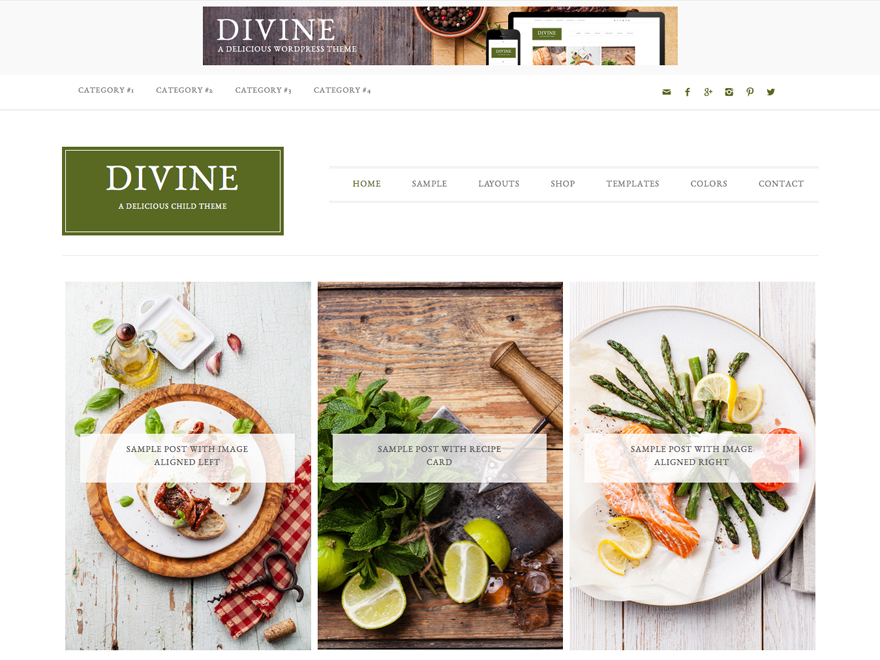 DIVINE
A DELICIOUS WORDPRESS THEME
DIVINE
DIVINE
CATEGORY #1 CATEGORY #2 CATEGORY #3 CATEGORY #4
DIVINE
A DELICIOUS CHILD THEME
HOME SAMPLE LAYOUTS SHOP TEMPLATES COLORS CONTACT
SAMPLE POST WITH IMAGE
ALIGNED LEFT
SAMPLE POST WITH RECIPE
CARD
SAMPLE POST WITH IMAGE
ALIGNED RIGHT